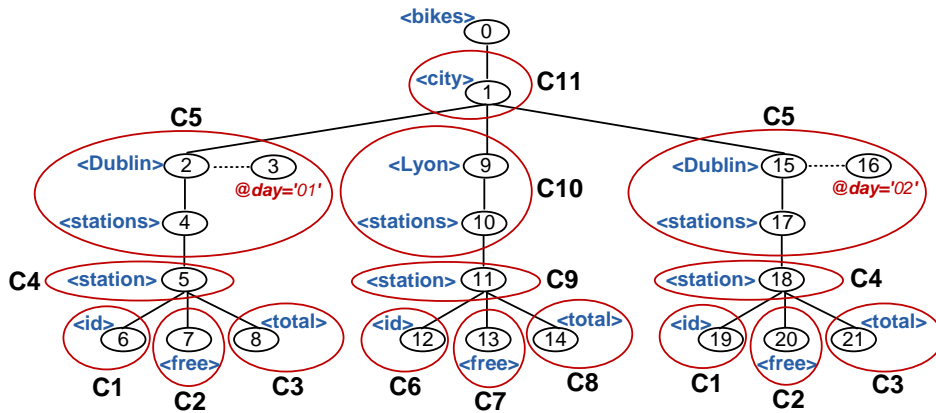 <bikes>
0
<city>
1
C11
C5
C5
<Dublin> 2 3
@day='01'
<Lyon> 9
<Dublin> 15 16
@day='02'
C10
<stations> 4
<stations> 10
<stations> 17
C4 <station> 5
<station> 11 C9
<station> 18 C4
<id> <total>
<id> <total>
<id> <total>
6 7 8
12 13 14
19 20 21
<free>
<free>
<free>
C1 C2 C3
C6 C7 C8
C1 C2 C3